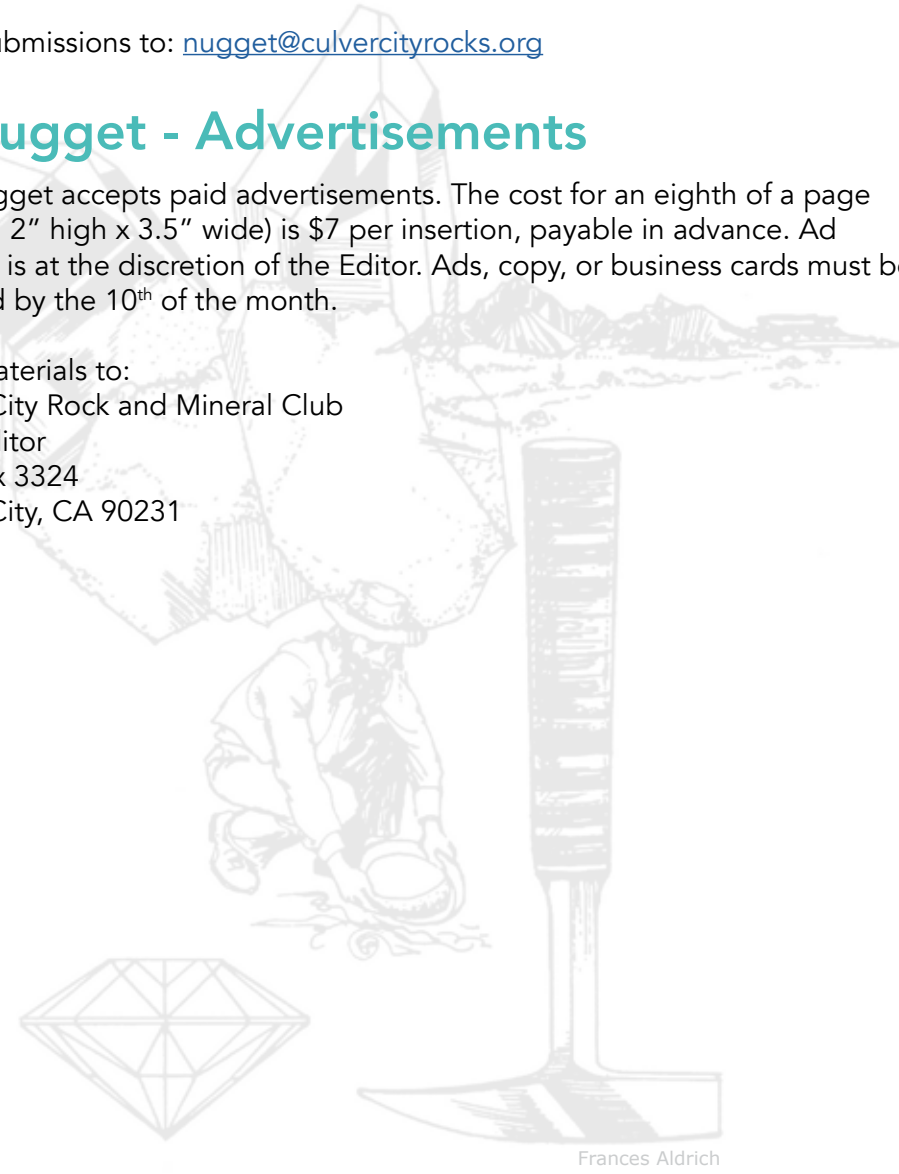 ubmissions to: nugget@culvercityrocks.org
ugget - Advertisements
gget accepts paid advertisements. The cost for an eighth of a page
2” high x 3.5” wide) is $7 per insertion, payable in advance. Ad
is at the discretion of the Editor. Ads, copy, or business cards must be
d by the 10th of the month.
aterials to:
City Rock and Mineral Club
itor
x 3324
City, CA 90231
Frances Aldrich